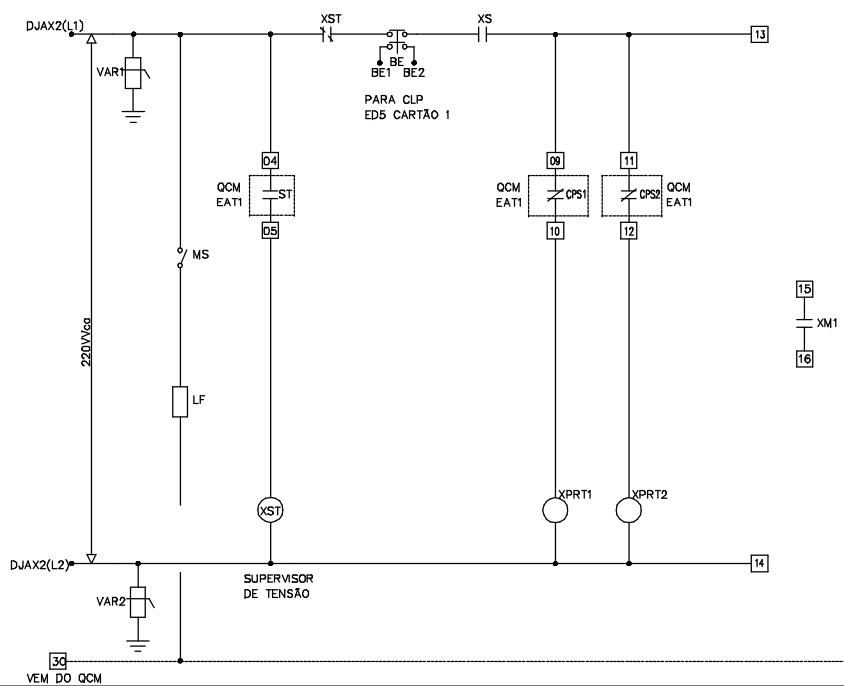 XST
XS
DJAX2(L1)
13
VAR1
BE
BE1 BE2
PARA CLP
ED5 CARTÃO 1
04
09
11
QCM
EAT1
ST
QCM
EAT1
CPS1
CPS2
QCM
EAT1
05
10
12
MS
15
XM1
16
220VVca
LF
XPRT1
XPRT2
XST
DJAX2(L2)
14
SUPERVISOR
DE TENSÃO
VAR2
30
VEM DO QCM